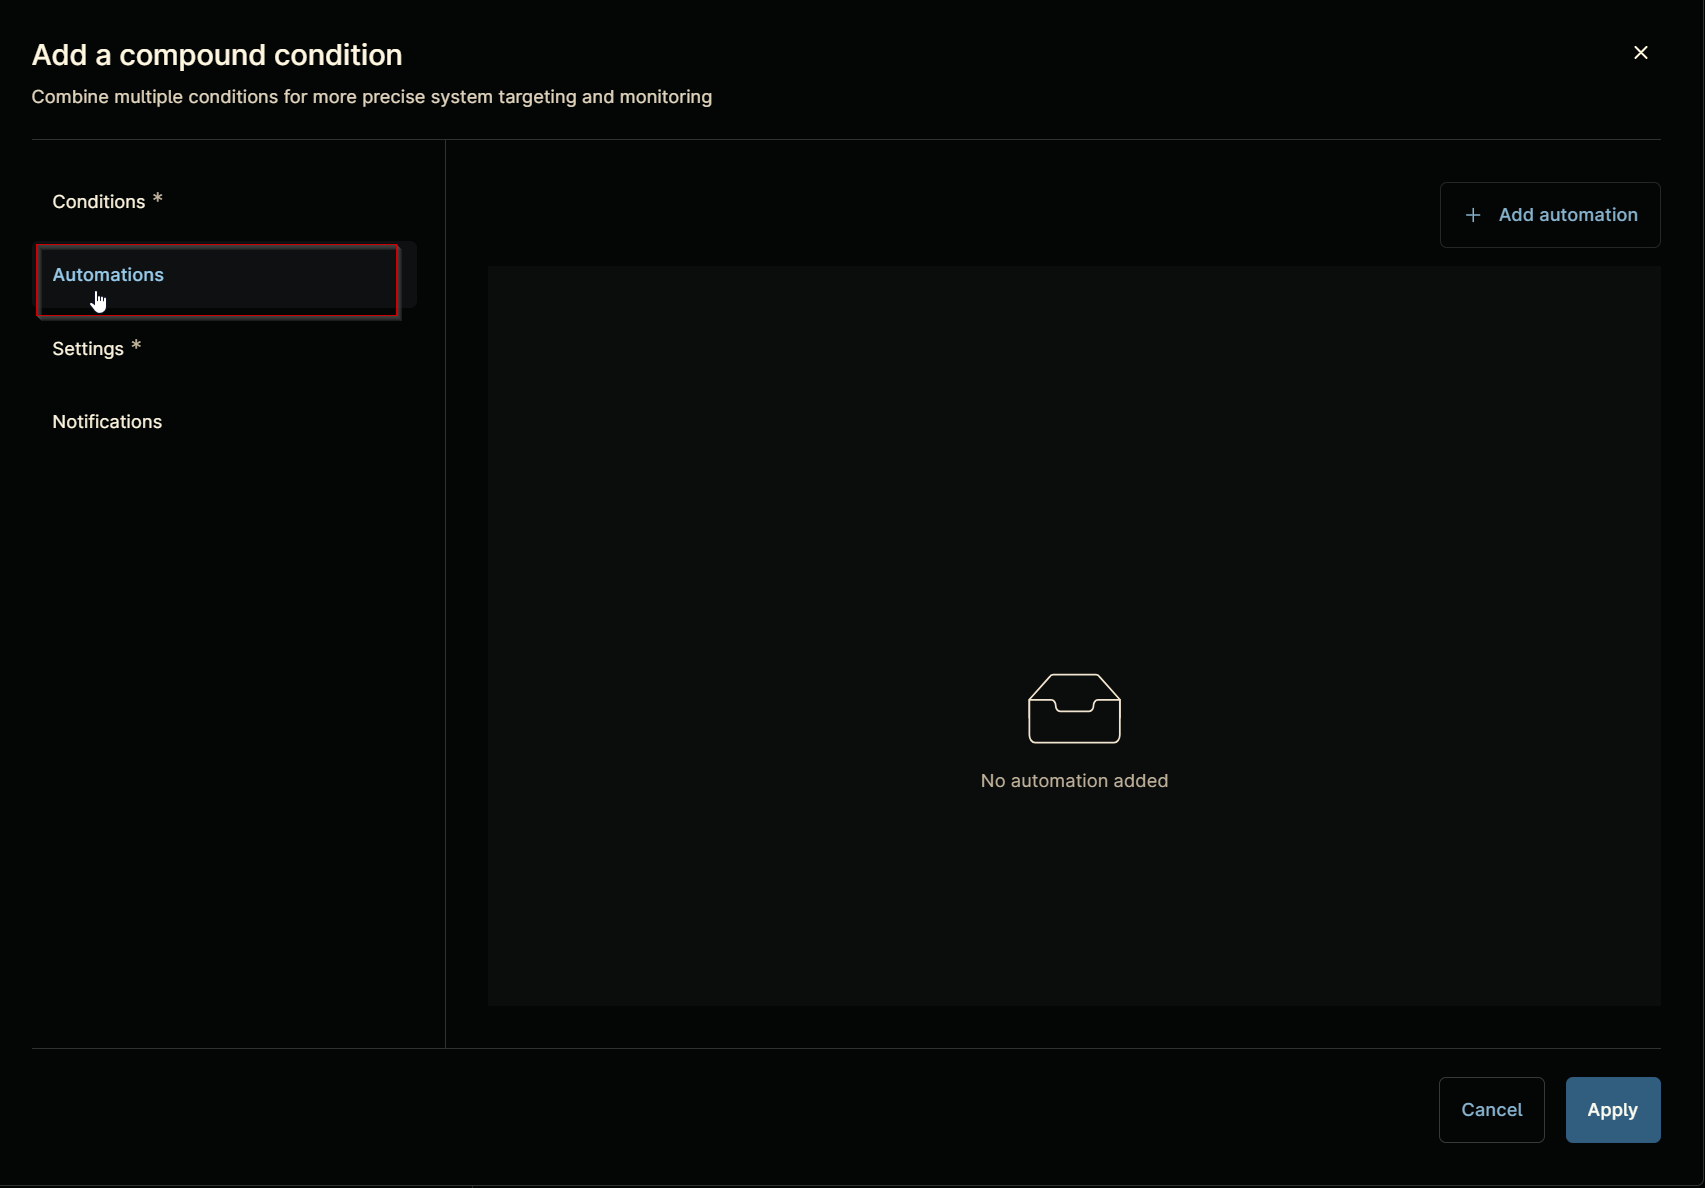 Add a compound condition
Combine multiple conditions for more precise system targeting and monitoring
Conditions *
Automations
Settings *
Notifications
+ Add automation
No automation added
Cancel
Apply